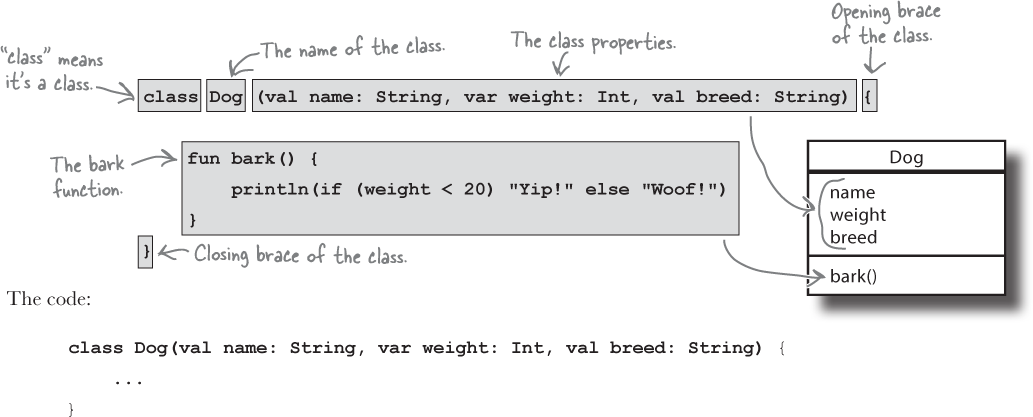 Opening brace
of the class.
"class" means
it's a class.
The name of the class.
The class properties.
class Dog (val name: String, var weight: Int, val breed: String) {
The bark
function.
fun bark() {
println(if (weight < 20) "Yip!" else "Woof!")
}
} Closing brace of the class.
Dog
name
weight
breed
bark()
The code:
class Dog(val name: String, var weight: Int, val breed: String) {
...
}